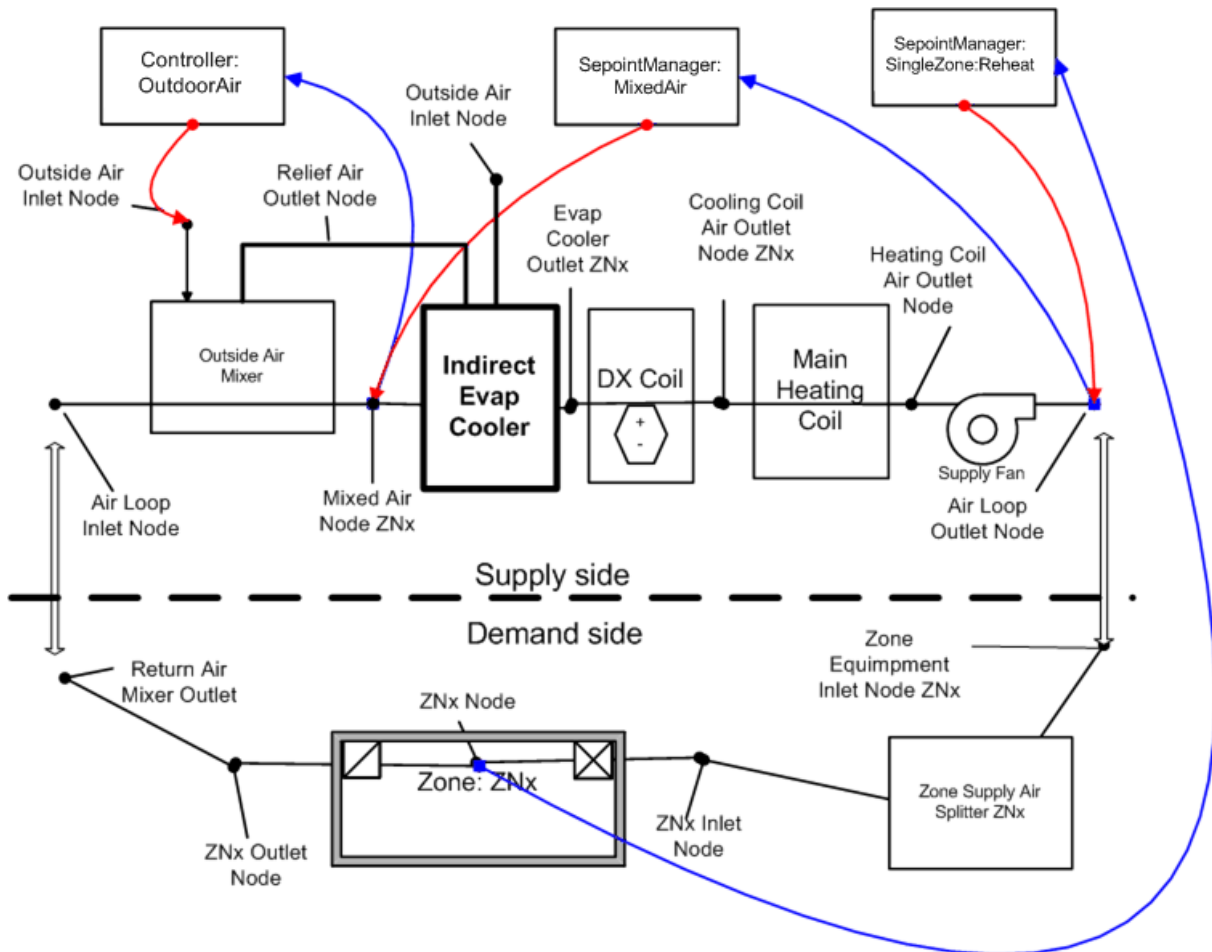 Controller:
OutdoorAir
SepointManager:
MixedAir
SepointManager:
SingleZone:Reheat
Outside Air
Inlet Node
Outside Air
Inlet Node
Relief Air
Outlet Node
Evap
Cooler
Outlet ZNx
Cooling Coil
Air Outlet
Node ZNx
Heating Coil
Air Outlet
Node
Outside Air
Mixer
Indirect
Evap
Cooler
DX Coil
+
-
Main
Heating
Coil
Supply Fan
Air Loop
Inlet Node
Mixed Air
Node ZNx
Air Loop
Outlet Node
Supply side
Demand side
Return Air
Mixer Outlet
ZNx Node
Zone
Equimpment
Inlet Node ZNx
Zone: ZNx
Zone Supply Air
Splitter ZNx
ZNx Outlet
Node
ZNx Inlet
Node